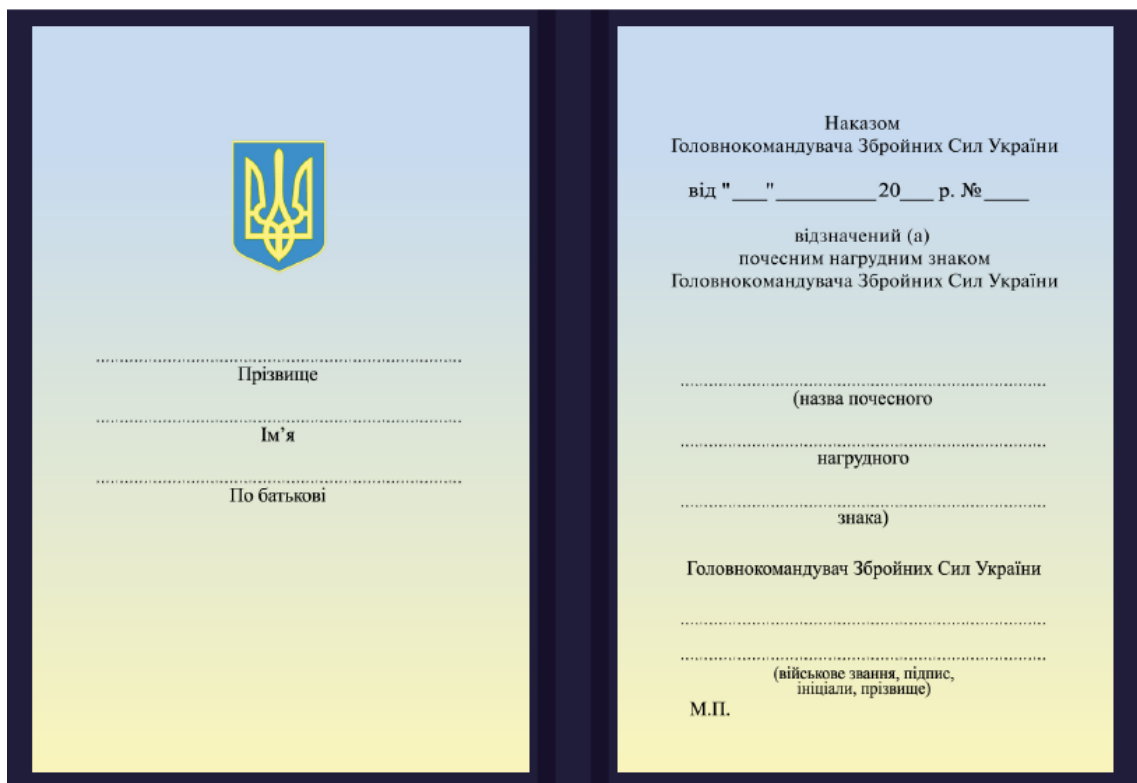 Прізвище
Ім’я
По батькові
Наказом
Головнокомандувача Збройних Сил України
від "___"__________20___ р. №____
відзначений (а)
почесним нагрудним знаком
Головнокомандувача Збройних Сил України
(назва почесного
нагрудного
знака)
Головнокомандувач Збройних Сил України
(військове звання, підпис,
ініціали, прізвище)
М.П.